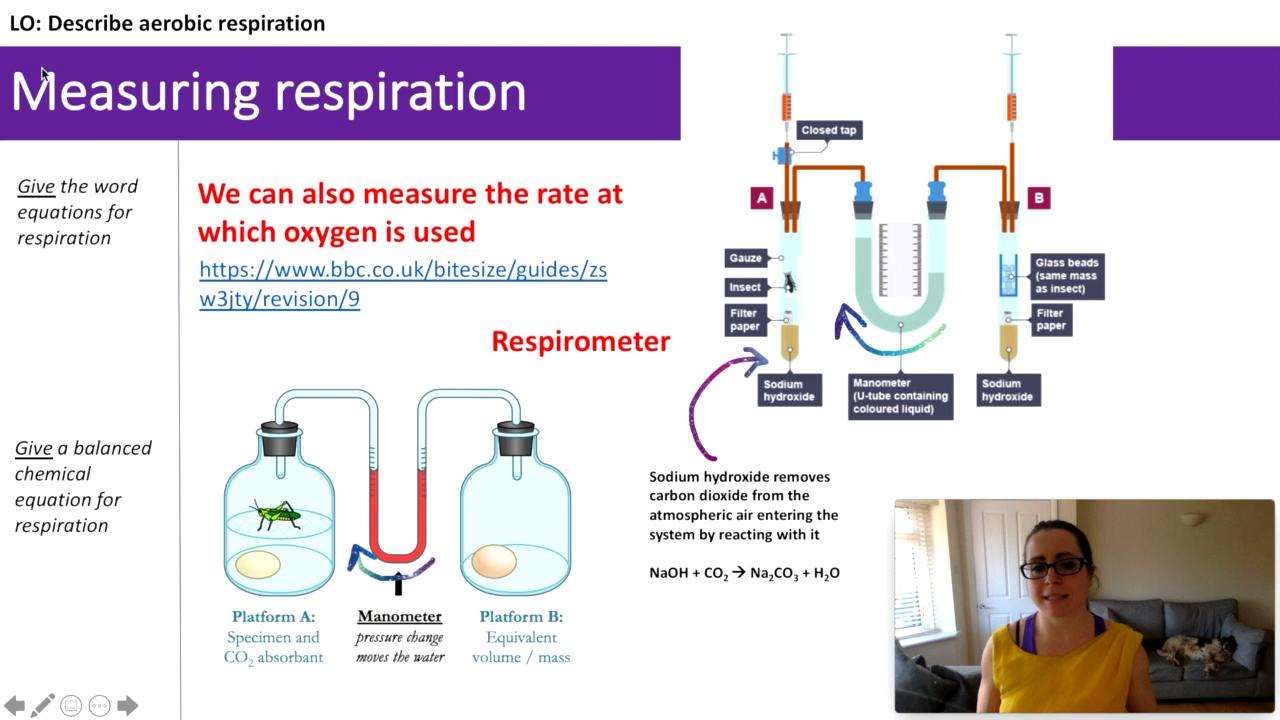 LO: Describe aerobic respiration
Measuring respiration
Give the word
equations for
respiration
Give a balanced
chemical
equation for
respiration
We can also measure the rate at
which oxygen is used
https://www.bbc.co.uk/bitesize/guides/zs
w3jty/revision/9
Respirometer
Closed tap
A
B
Gauze
Insect
Filter
paper
Sodium
hydroxide
Manometer
(U-tube containing
coloured liquid)
Glass beads
(same mass
as insect)
Filter
paper
Sodium
hydroxide
Platform A:
Specimen and
CO₂ absorbant
Manometer
pressure change
moves the water
Platform B:
Equivalent
volume / mass
Sodium hydroxide removes
carbon dioxide from the
atmospheric air entering the
system by reacting with it
NaOH + CO₂ → Na₂CO₃ + H₂O